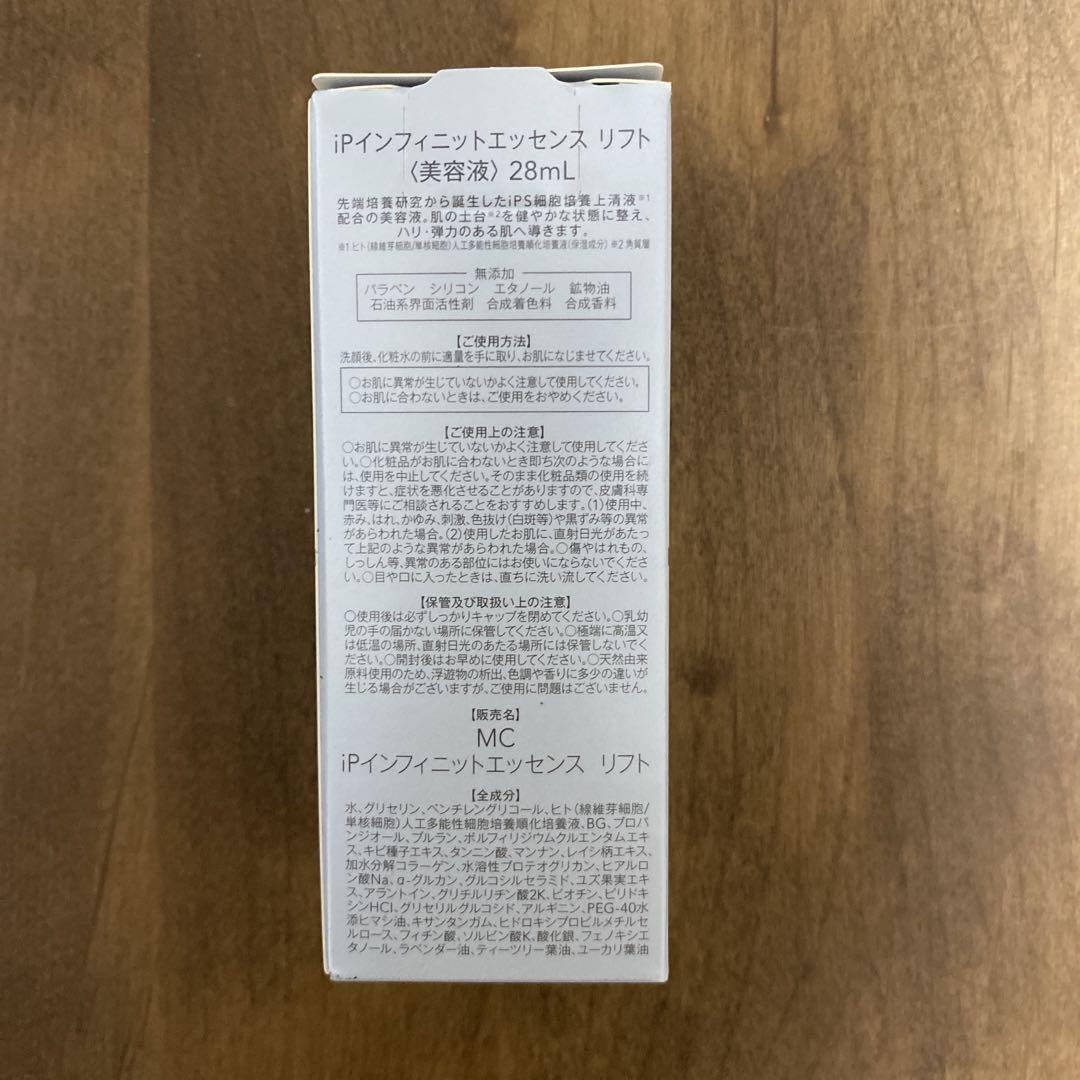 iPインフィニットエッセンス リフト
〈美容液〉 28mL
先端培養研究から誕生したiPS細胞培養上清液※1
配合の美容液。肌の土台※2を健やかな状態に整え、
ハリ・弾力のある肌へ導きます。
※1.ヒト(線維芽細胞/単核細胞)人工多能性細胞培養順化培養液(保湿成分) ※2角質層
無添加
パラベン シリコン エタノール 鉱物油
石油系界面活性剤 合成着色料 合成香料
【ご使用方法】
洗顔後、化粧水の前に適量を手に取り、お肌になじませてください。
○お肌に異常が生じていないかよく注意して使用してください。
○お肌に合わないときは、ご使用をおやめください。
【ご使用上の注意】
○お肌に異常が生じていないかよく注意して使用してくださ
い。○化粧品がお肌に合わないとき即ち次のような場合に
は、使用を中止してください。そのまま化粧品類の使用を続
けますと、症状を悪化させることがありますので、皮膚科専
門医等にご相談されることをおすすめします。(1)使用中、
赤み、はれ、かゆみ、刺激、色抜け(白斑等)や黒ずみ等の異常
があらわれた場合。(2)使用したお肌に、直射日光があたっ
て上記のような異常があらわれた場合。○傷やはれもの、
しっしん等、異常のある部位にはお使いにならないでくださ
い。○目や口に入ったときは、直ちに洗い流してください。
【保管及び取扱い上の注意】
○使用後は必ずしっかりキャップを閉めてください。○乳幼
児の手の届かない場所に保管してください。○極端に高温又
は低温の場所、直射日光のあたる場所には保管しないでく
ださい。○開封後はお早めに使用してください。○天然由来
原料使用のため、浮遊物の析出、色調や香りに多少の違いが
生じる場合がございますが、ご使用に問題はございません。
【販売名】
MC
iPインフィニットエッセンス リフト
【全成分】
水、グリセリン、ペンチレングリコール、ヒト(線維芽細胞/
単核細胞)人工多能性細胞培養順化培養液、BG、プロパ
ンジオール、プルラン、ポルフィリジウムクルエンタムエキ
ス、キビ種子エキス、タンニン酸、マンナン、レイシ柄エキス、
加水分解コラーゲン、水溶性プロテオグリカン、ヒアルロ
ン酸Na、α-グルカン、グルコシルセラミド、ユズ果実エキ
ス、アラントイン、グリチルリチン酸2K、ビオチン、ピリドキ
シンHCl、グリセリルグルコシド、アルギニン、PEG-40水
添ヒマシ油、キサンタンガム、ヒドロキシプロピルメチルセ
ルロース、フィチン酸、ソルビン酸K、酸化銀、フェノキシエ
タノール、ラベンダー油、ティーツリー葉油、ユーカリ葉油